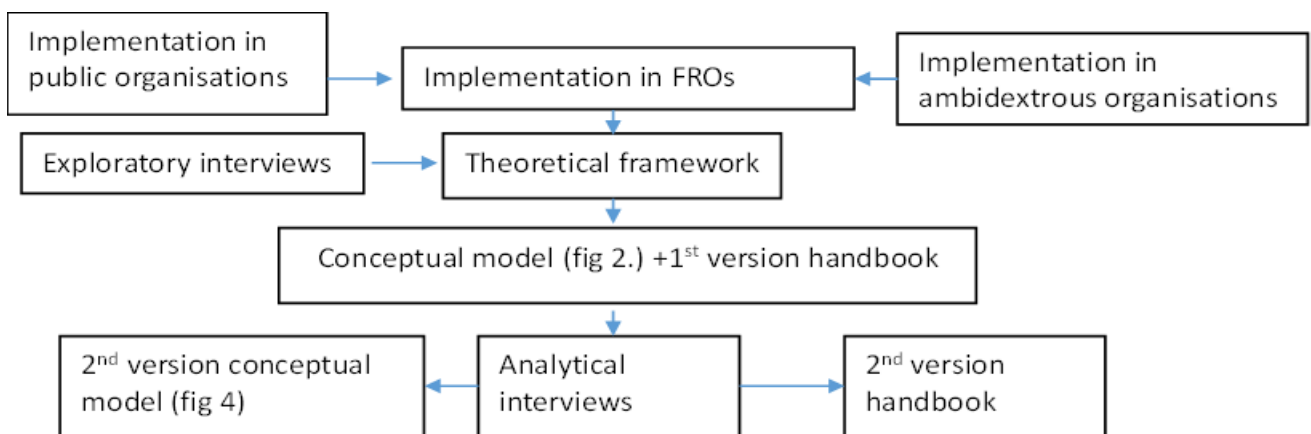 Implementation in
public organisations
Implementation in FROs
Implementation in
ambidextrous organisations
Exploratory interviews
Theoretical framework
Conceptual model (fig 2.) +1st version handbook
2nd version conceptual
model (fig 4)
Analytical
interviews
2nd version
handbook